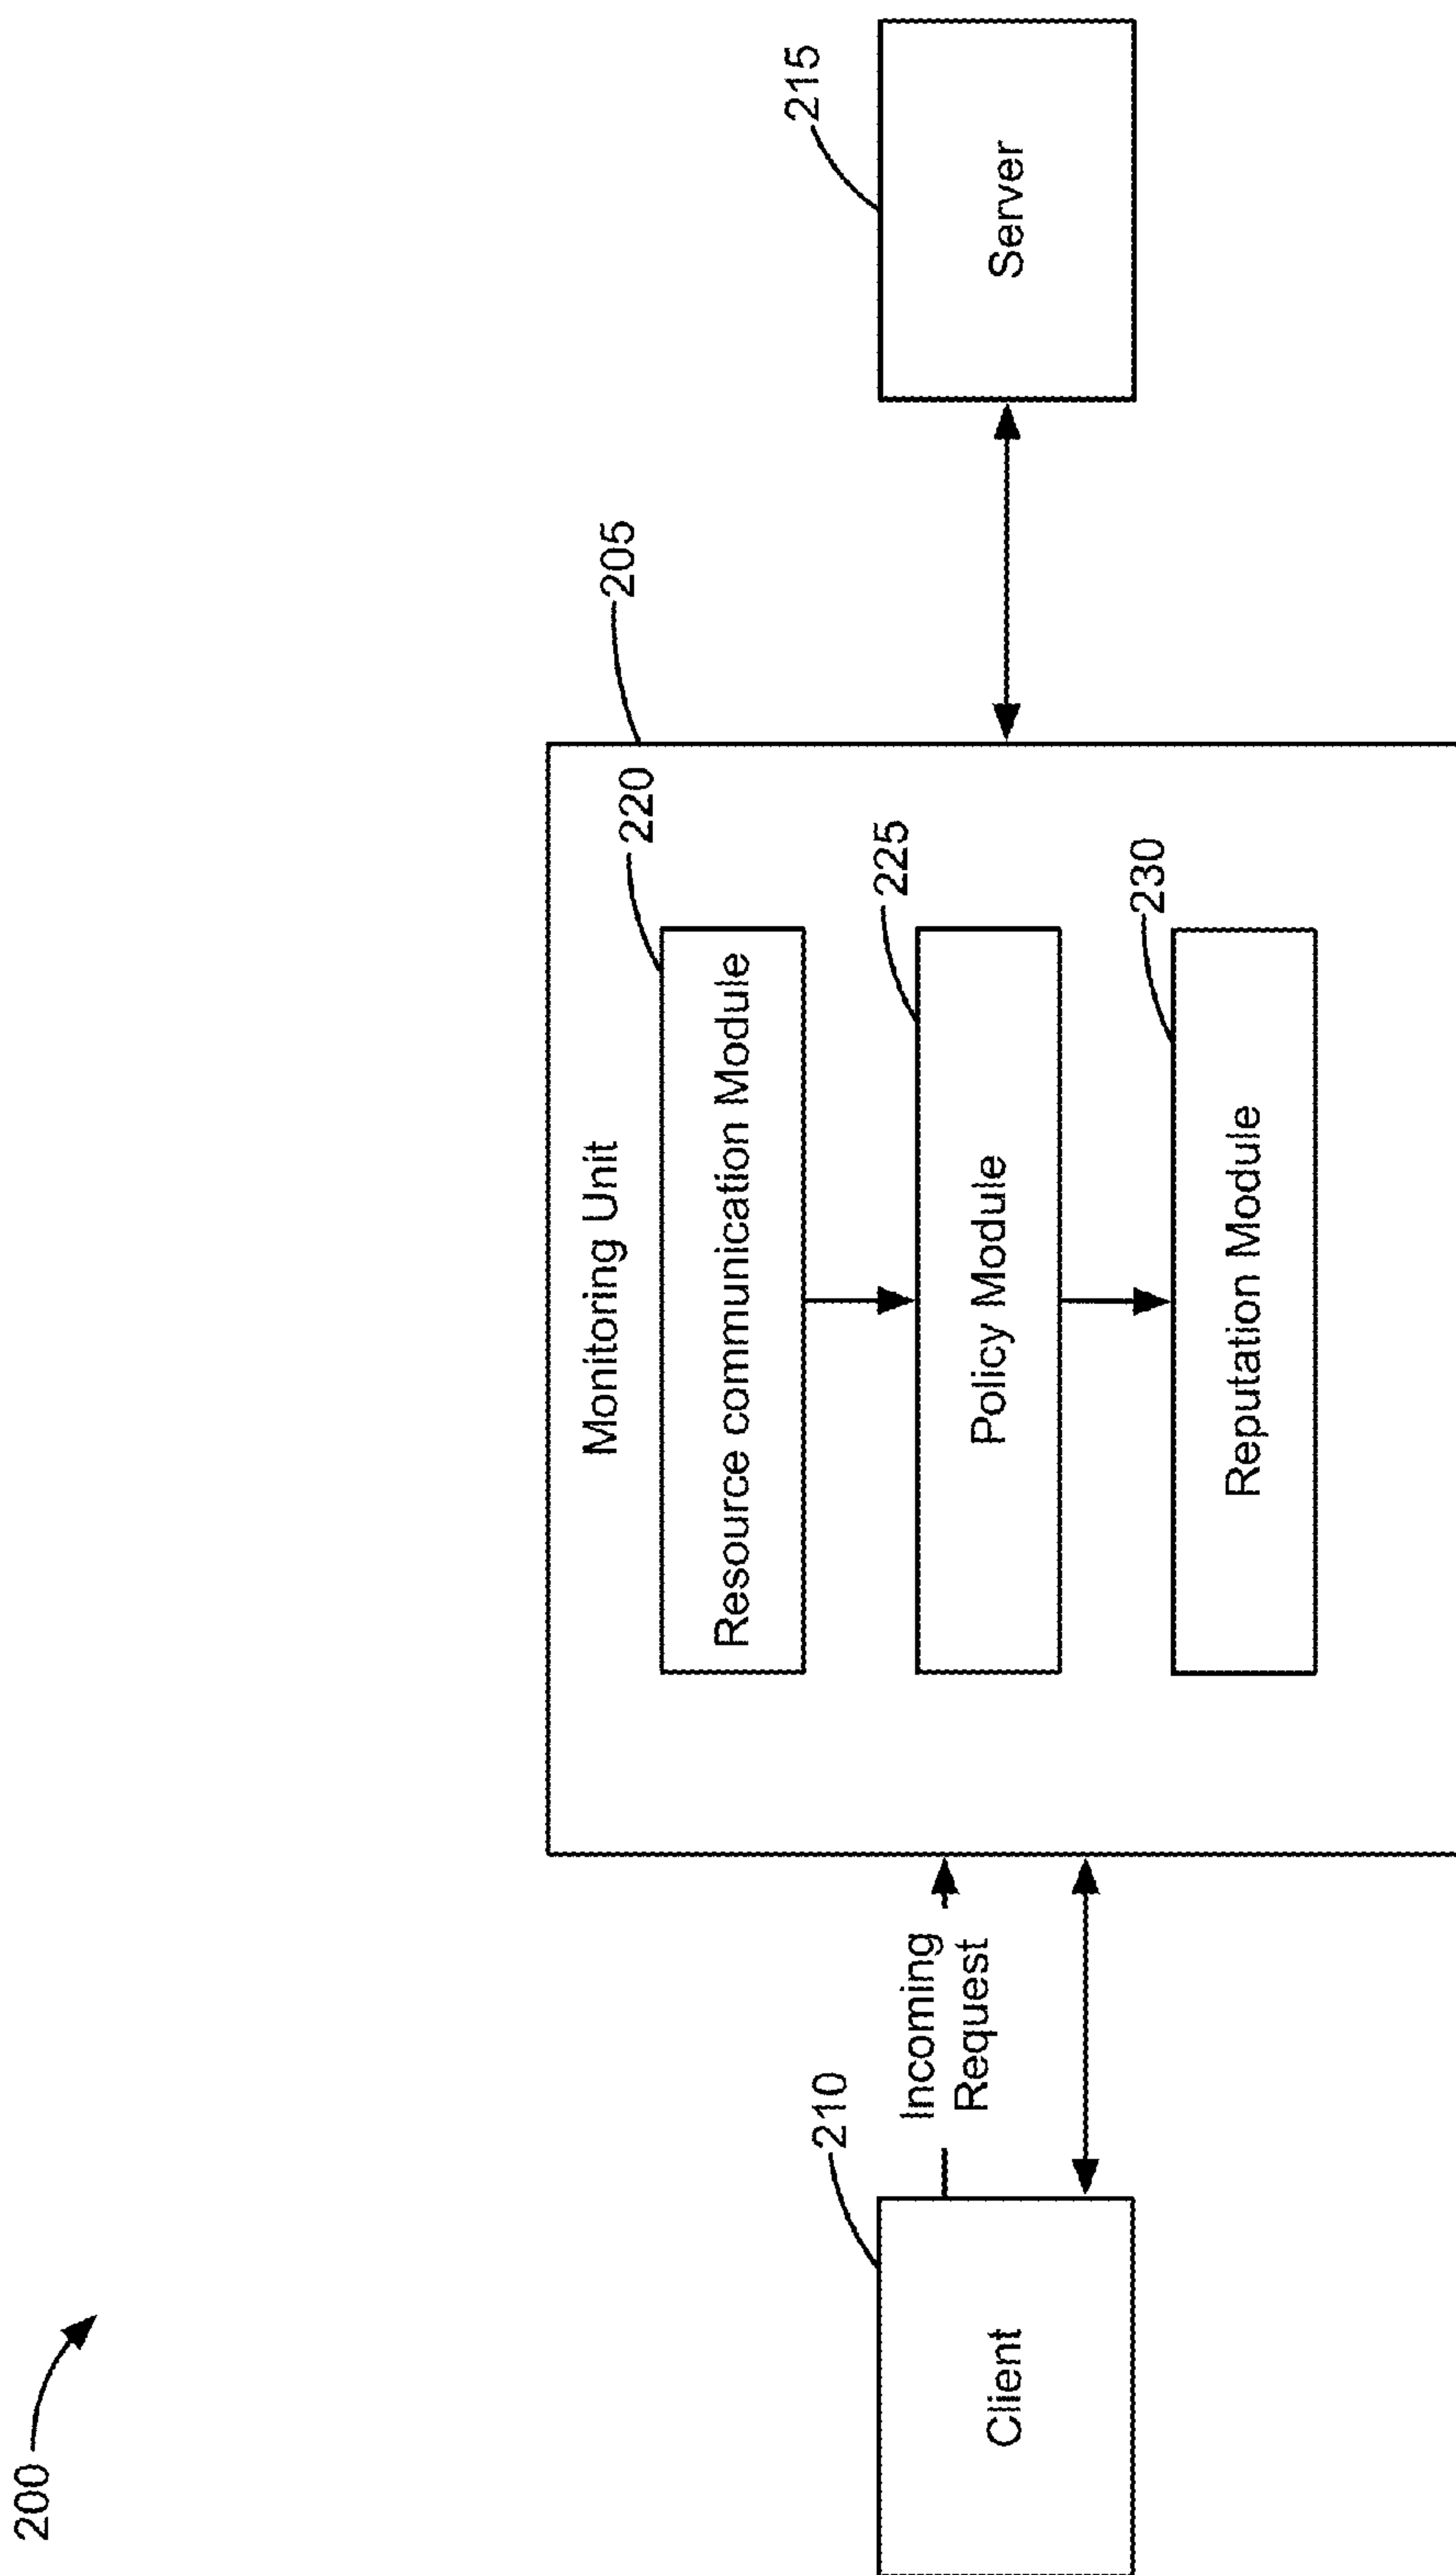 200
205
Monitoring Unit
220
Resource communication Module
210
Client
Incoming
Request
225
Policy Module
215
Server
230
Reputation Module